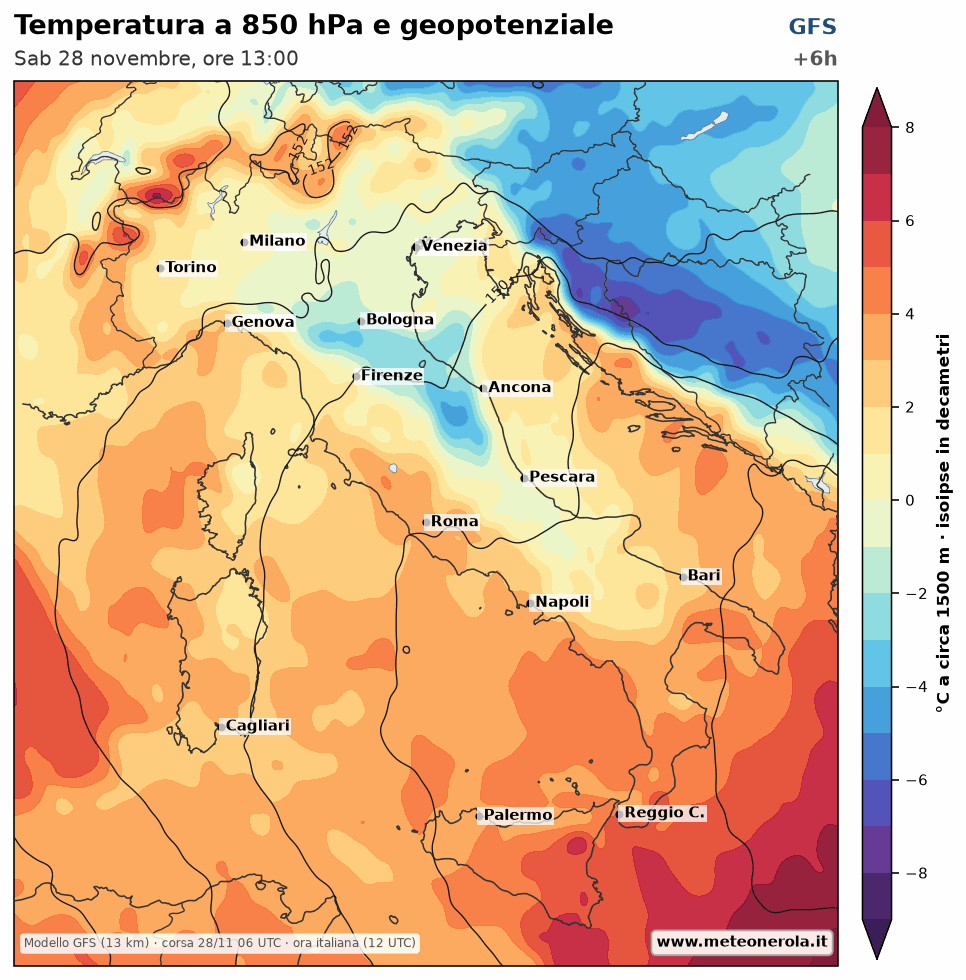 Temperatura a 850 hPa e geopotenziale
GFS
Sab 28 novembre, ore 13:00
+6h
152
152
152
Milano
Venezia
Torino
150
Genova
Bologna
Firenze
Ancona
Pescara
Roma
Bari
Napoli
Cagliari
Palermo
Reggio C.
8
6
4
2
0
−2
−4
−6
−8
°C a circa 1500 m · isoipse in decametri
Modello GFS (13 km) · corsa 28/11 06 UTC · ora italiana (12 UTC)
www.meteonerola.it